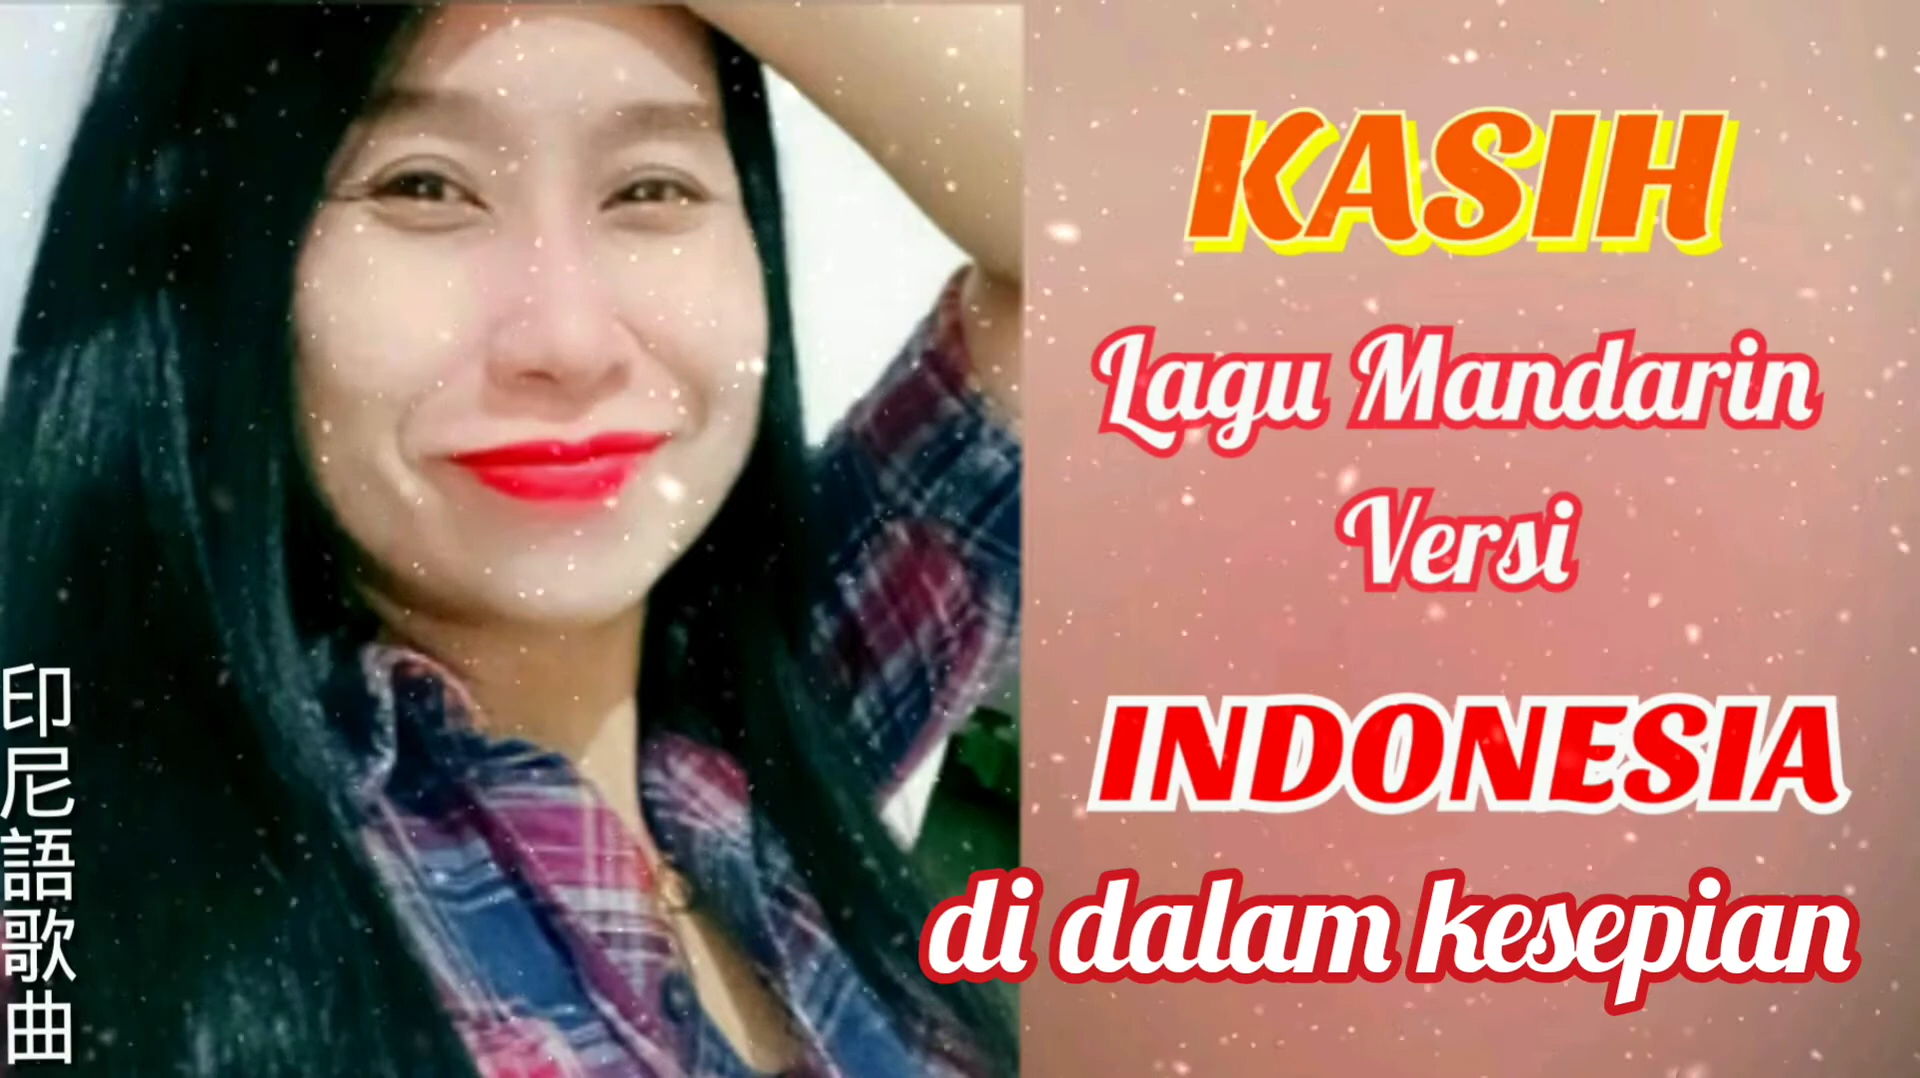 KASIH
Lagu Mandarin
Versi
INDONESIA
di dalam kesepian
印尼語歌曲